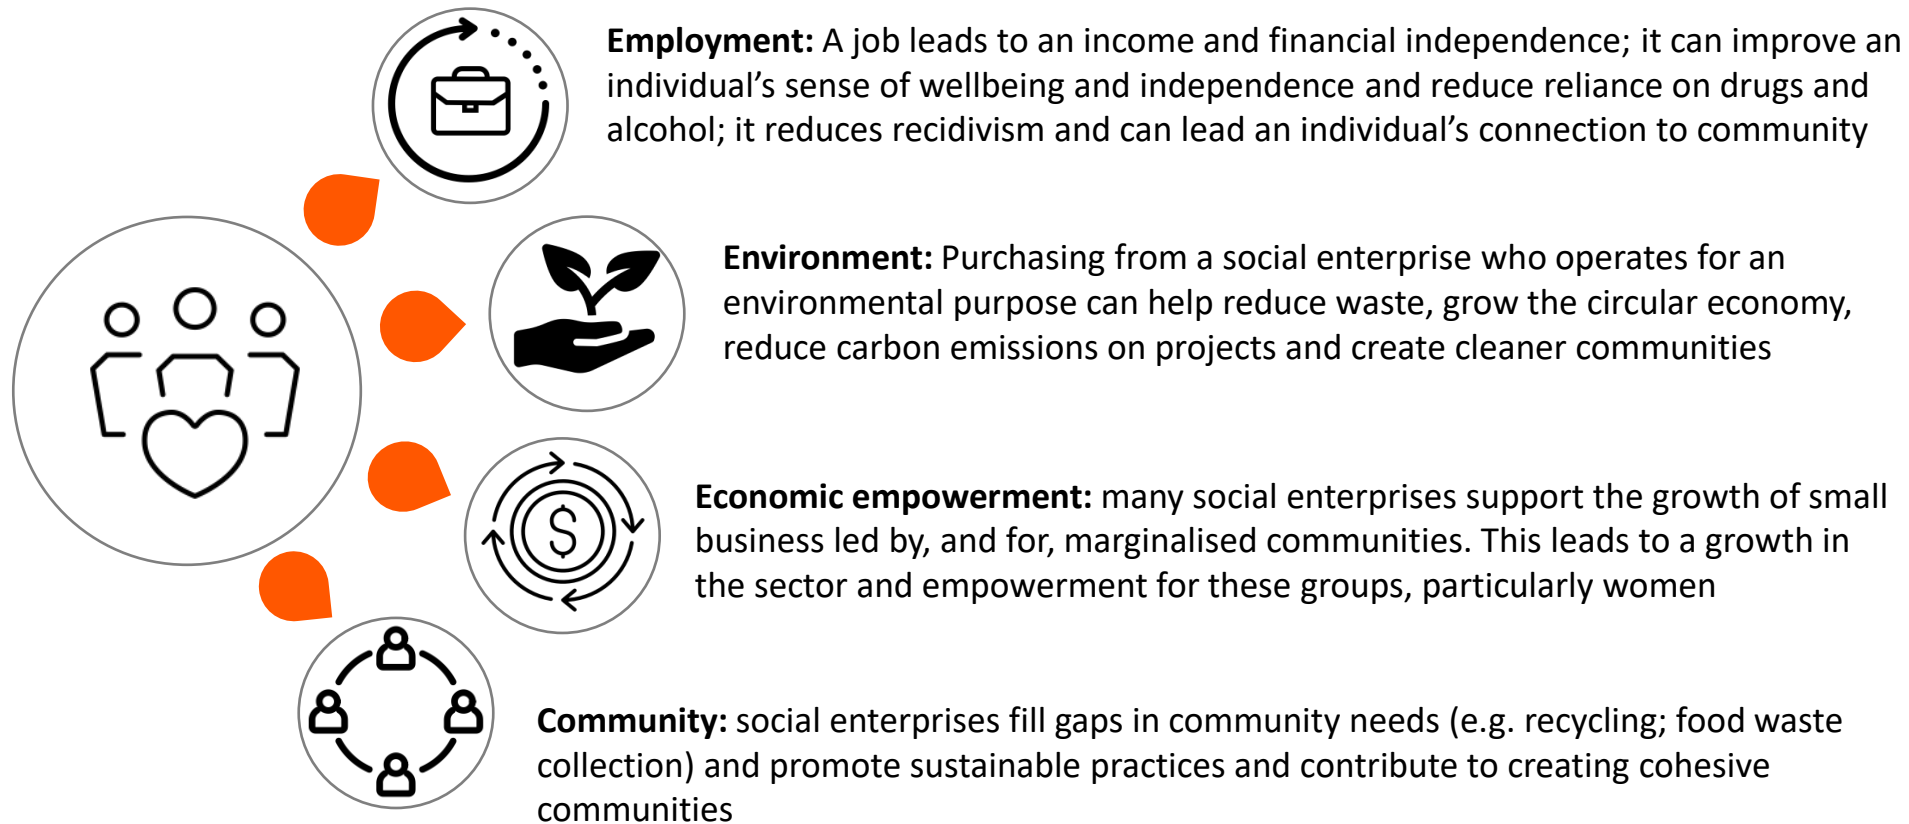 Employment: A job leads to an income and financial independence; it can improve an
individual’s sense of wellbeing and independence and reduce reliance on drugs and
alcohol; it reduces recidivism and can lead an individual’s connection to community
Environment: Purchasing from a social enterprise who operates for an
environmental purpose can help reduce waste, grow the circular economy,
reduce carbon emissions on projects and create cleaner communities
$
Economic empowerment: many social enterprises support the growth of small
business led by, and for, marginalised communities. This leads to a growth in
the sector and empowerment for these groups, particularly women
Community: social enterprises fill gaps in community needs (e.g. recycling; food waste
collection) and promote sustainable practices and contribute to creating cohesive
communities